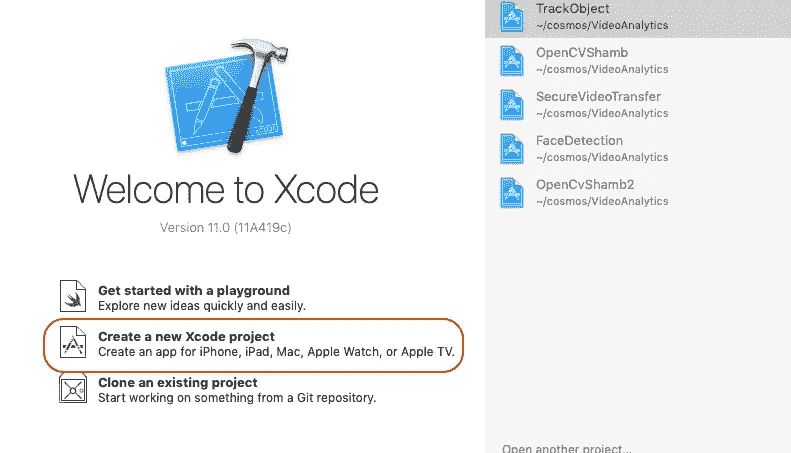 Welcome to Xcode
Version 11.0 (11A419c)
Get started with a playground
Explore new ideas quickly and easily.
Create a new Xcode project
Create an app for iPhone, iPad, Mac, Apple Watch, or Apple TV.
Clone an existing project
Start working on something from a Git repository.
TrackObject
~/cosmos/VideoAnalytics
OpenCVShamb
~/cosmos/VideoAnalytics
SecureVideoTransfer
~/cosmos/VideoAnalytics
FaceDetection
~/cosmos/VideoAnalytics
OpenCvShamb2
~/cosmos/VideoAnalytics
Open another project...